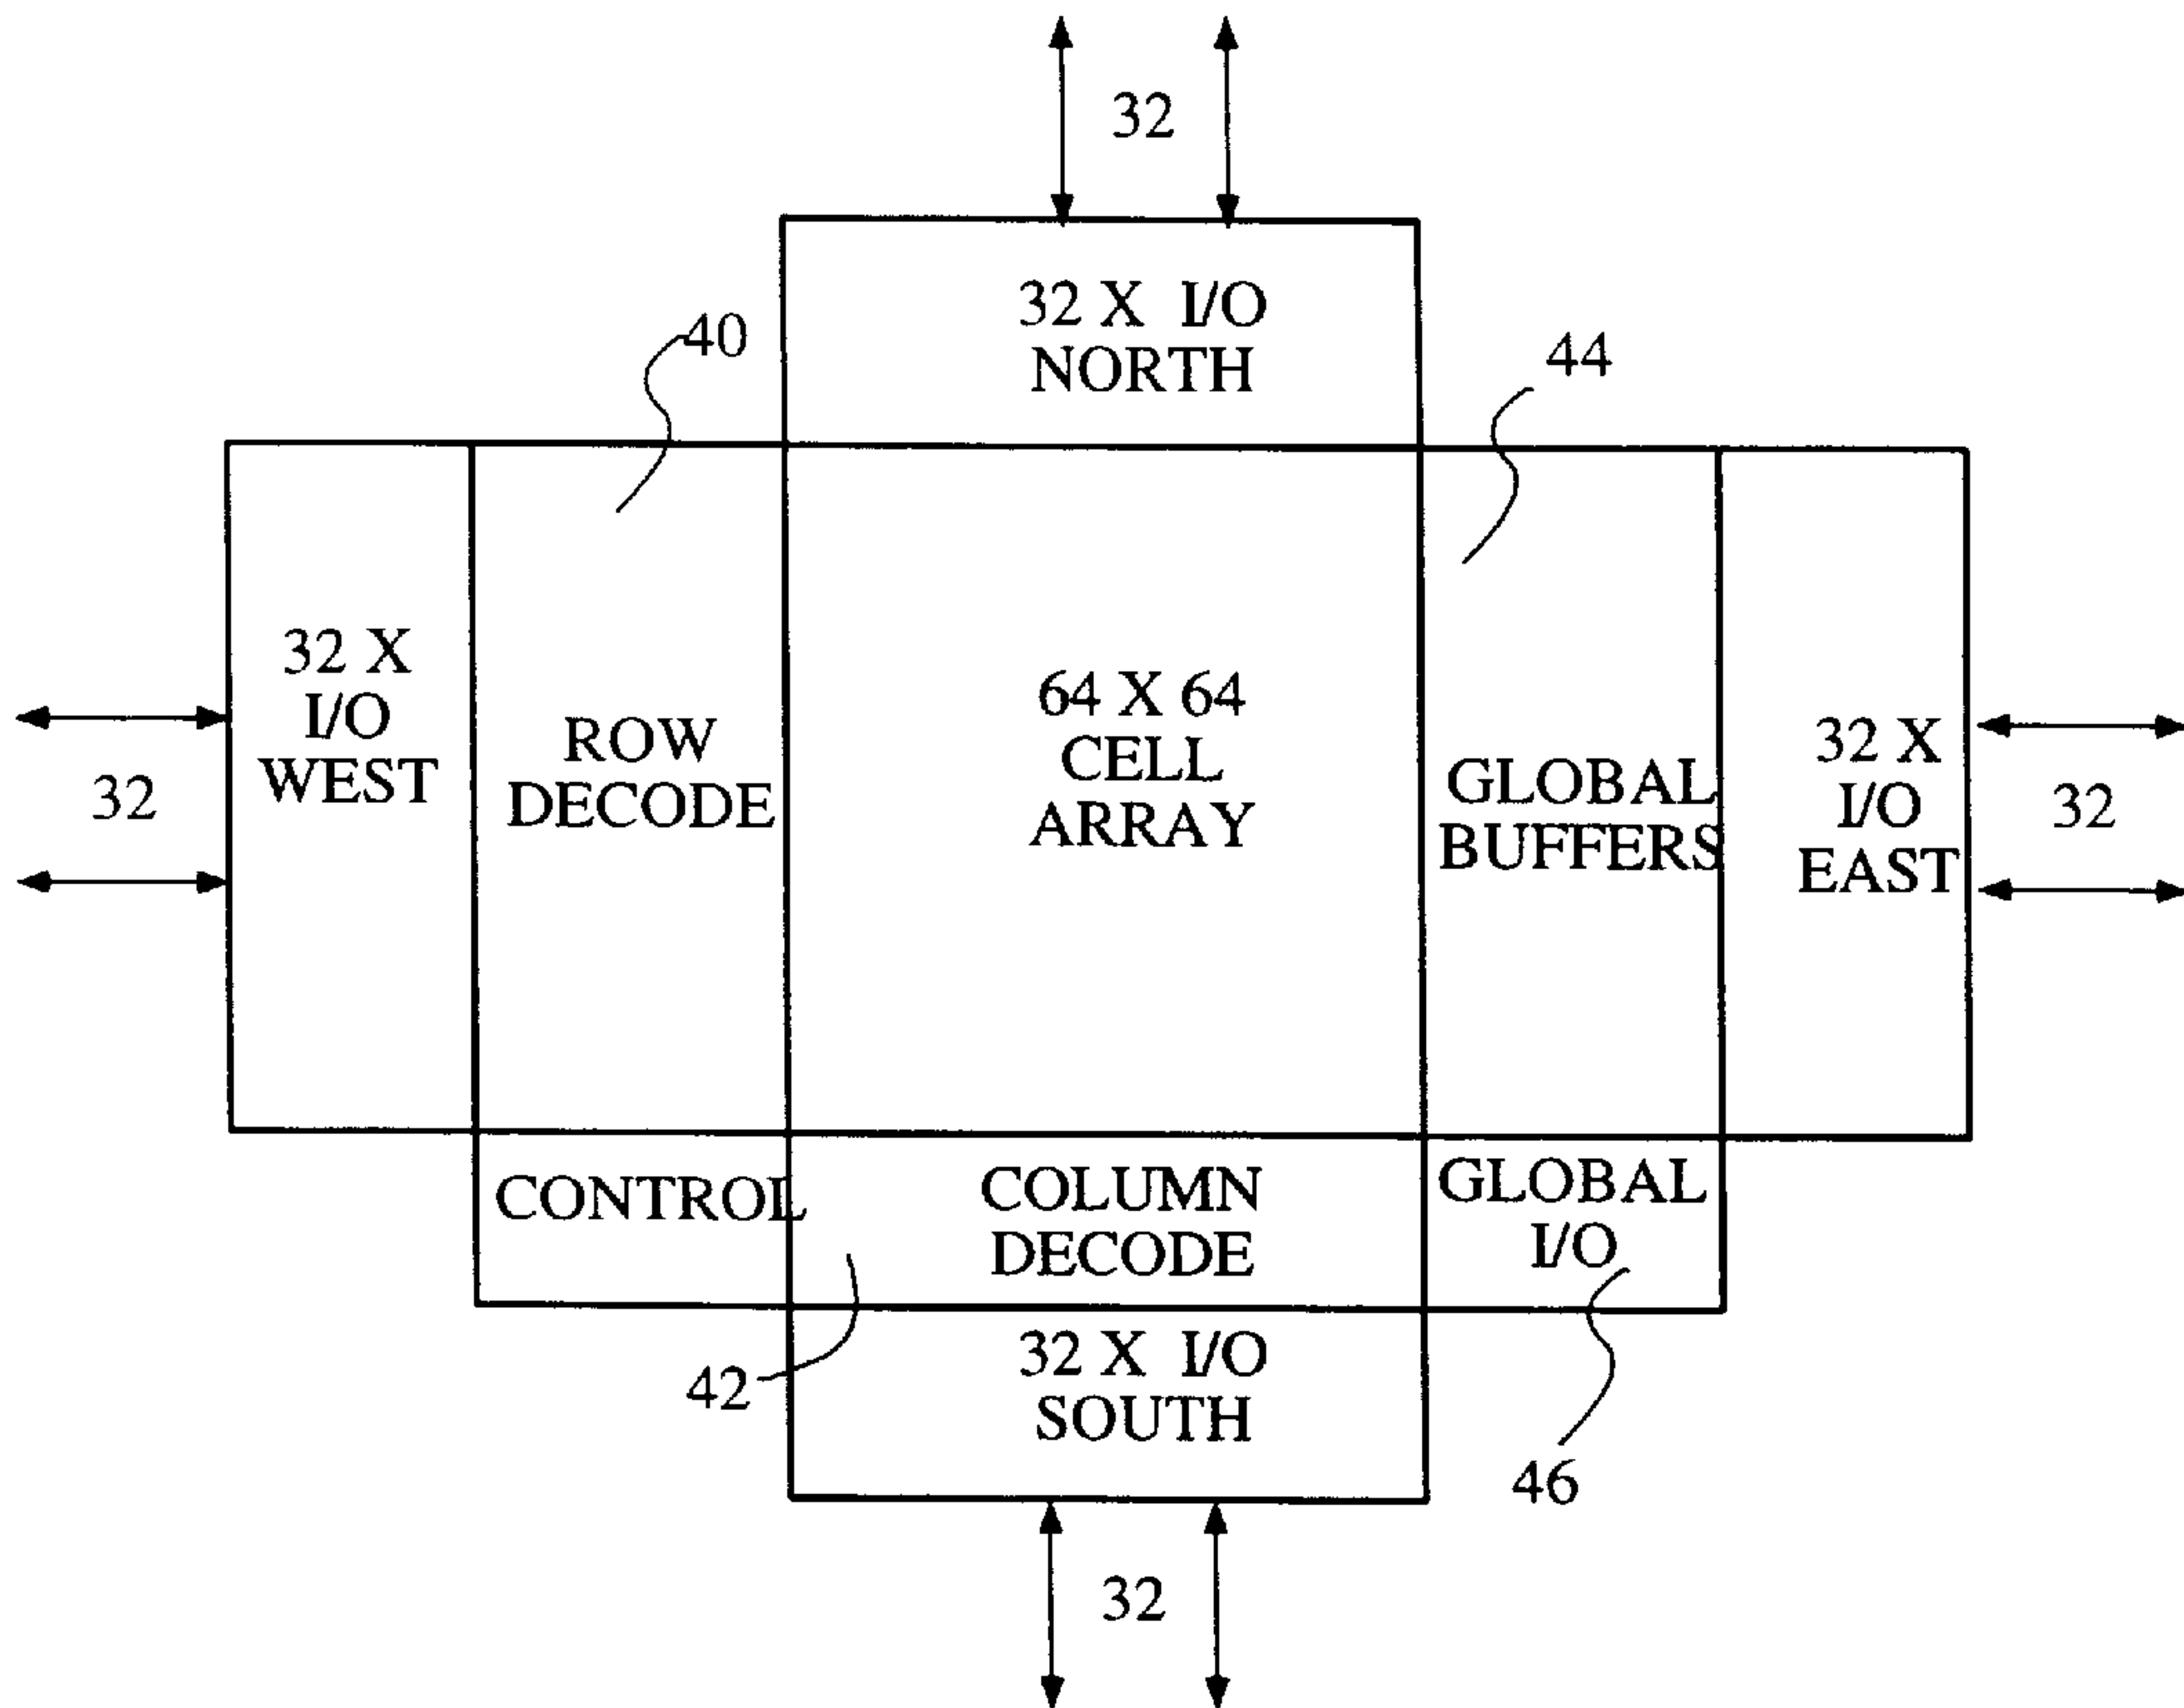 32
32 X I/O
NORTH
40
44
32 X
I/O
WEST
32
ROW
DECODE
64 X 64
CELL
ARRAY
GLOBAL
BUFFERS
32 X
I/O
EAST
32
CONTROL
COLUMN
DECODE
GLOBAL
I/O
42
32 X I/O
SOUTH
46
32